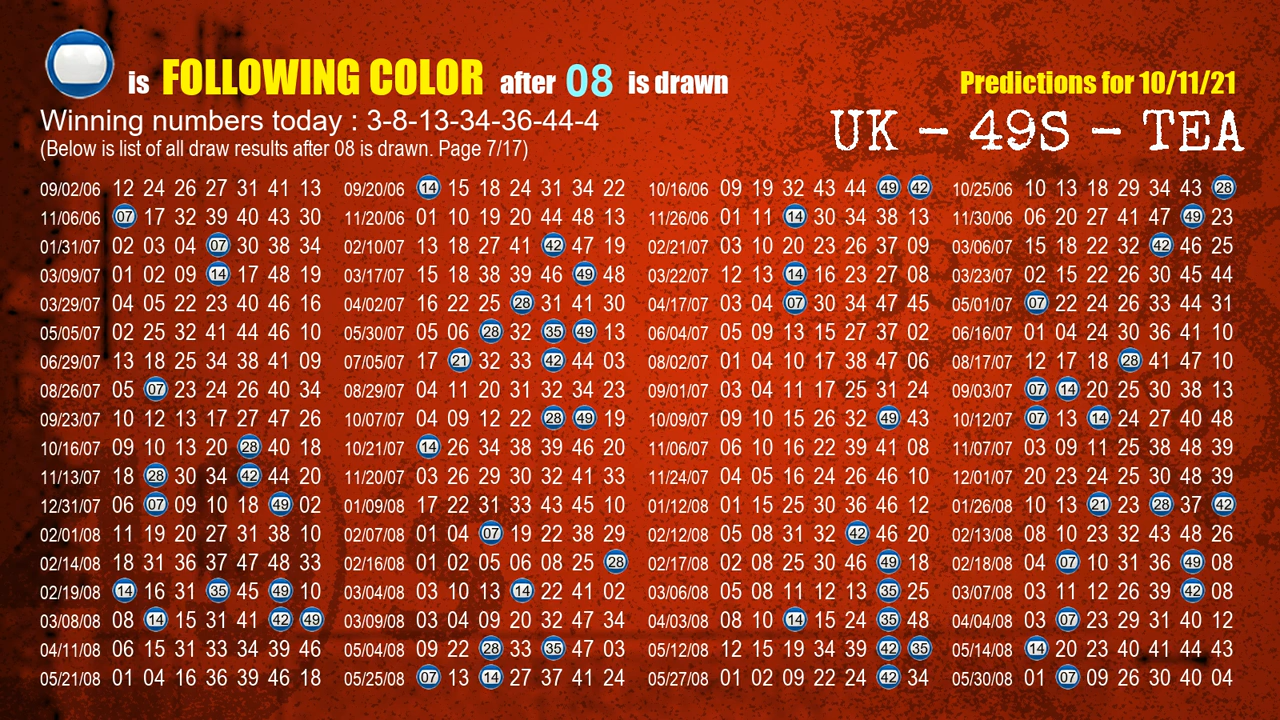 is FOLLOWING COLOR after 08 is drawn
Predictions for 10/11/21
Winning numbers today : 3-8-13-34-36-44-4
UK - 49S - TEA
(Below is list of all draw results after 08 is drawn. Page 7/17)
09/02/06 12 24 26 27 31 41 13 09/20/06 14 15 18 24 31 34 22 10/16/06 09 19 32 43 44 49 42 10/25/06 10 13 18 29 34 43 28
11/06/06 07 17 32 39 40 43 30 11/20/06 01 10 19 20 44 48 13 11/26/06 01 11 14 30 34 38 13 11/30/06 06 20 27 41 47 49 23
01/31/07 02 03 04 07 30 38 34 02/10/07 13 18 27 41 42 47 19 02/21/07 03 10 20 23 26 37 09 03/06/07 15 18 22 32 42 46 25
03/09/07 01 02 09 14 17 48 19 03/17/07 15 18 38 39 46 49 48 03/22/07 12 13 14 16 23 27 08 03/23/07 02 15 22 26 30 45 44
03/29/07 04 05 22 23 40 46 16 04/02/07 16 22 25 28 31 41 30 04/17/07 03 04 07 30 34 47 45 05/01/07 07 22 24 26 33 44 31
05/05/07 02 25 32 41 44 46 10 05/30/07 05 06 28 32 35 49 13 06/04/07 05 09 13 15 27 37 02 06/16/07 01 04 24 30 36 41 10
06/29/07 13 18 25 34 38 41 09 07/05/07 17 21 32 33 42 44 03 08/02/07 01 04 10 17 38 47 06 08/17/07 12 17 18 28 41 47 10
08/26/07 05 07 23 24 26 40 34 08/29/07 04 11 20 31 32 34 23 09/01/07 03 04 11 17 25 31 24 09/03/07 07 14 20 25 30 38 13
09/23/07 10 12 13 17 27 47 26 10/07/07 04 09 12 22 28 49 19 10/09/07 09 10 15 26 32 49 43 10/12/07 07 13 14 24 27 40 48
10/16/07 09 10 13 20 28 40 18 10/21/07 14 26 34 38 39 46 20 11/06/07 06 10 16 22 39 41 08 11/07/07 03 09 11 25 38 48 39
11/13/07 18 28 30 34 42 44 20 11/20/07 03 26 29 30 32 41 33 11/24/07 04 05 16 24 26 46 10 12/01/07 20 23 24 25 30 48 39
12/31/07 06 07 09 10 18 49 02 01/09/08 17 22 31 33 43 45 10 01/12/08 01 15 25 30 36 46 12 01/26/08 10 13 21 23 28 37 42
02/01/08 11 19 20 27 31 38 10 02/07/08 01 04 07 19 22 38 29 02/12/08 05 08 31 32 42 46 20 02/13/08 08 10 23 32 43 48 26
02/14/08 18 31 36 37 47 48 33 02/16/08 01 02 05 06 08 25 28 02/17/08 02 08 25 30 46 49 18 02/18/08 04 07 10 31 36 49 08
02/19/08 14 16 31 35 45 49 10 03/04/08 03 10 13 14 22 41 02 03/06/08 05 08 11 12 13 35 25 03/07/08 03 11 12 26 39 42 08
03/08/08 08 14 15 31 41 42 49 03/09/08 03 04 09 20 32 47 34 04/03/08 08 10 14 15 24 35 48 04/04/08 03 07 23 29 31 40 12
04/11/08 06 15 31 33 34 39 46 05/04/08 09 22 28 33 35 47 03 05/12/08 12 15 19 34 39 42 35 05/14/08 14 20 23 40 41 44 43
05/21/08 01 04 16 36 39 46 18 05/25/08 07 13 14 27 37 41 24 05/27/08 01 02 09 22 24 42 34 05/30/08 01 07 09 26 30 40 04